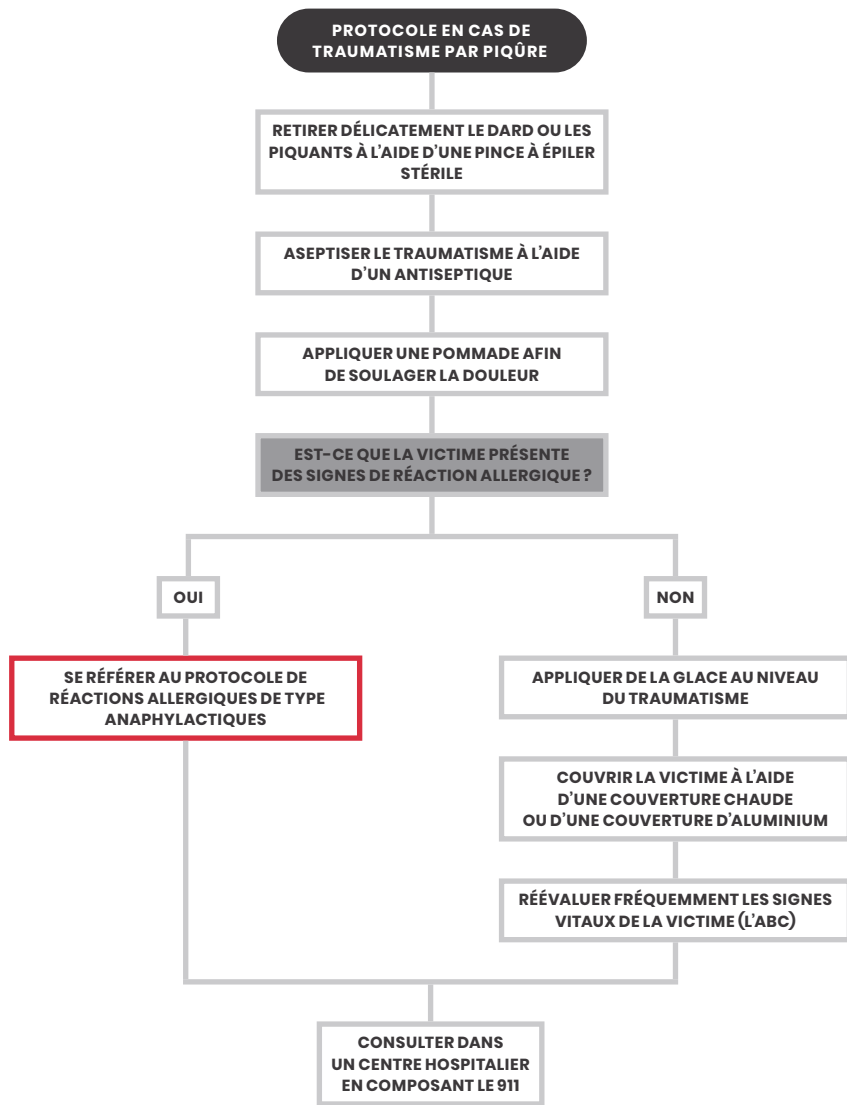 PROTOCOLE EN CAS DE
TRAUMATISME PAR PIQÛRE
RETIRER DÉLICATEMENT LE DARD OU LES
PIQUANTS À L'AIDE D'UNE PINCE À ÉPILER
STÉRILE
ASEPTISER LE TRAUMATISME À L'AIDE
D'UN ANTISEPTIQUE
APPLIQUER UNE POMMADE AFIN
DE SOULAGER LA DOULEUR
EST-CE QUE LA VICTIME PRÉSENTE
DES SIGNES DE RÉACTION ALLERGIQUE ?
OUI
SE RÉFÉRER AU PROTOCOLE DE
RÉACTIONS ALLERGIQUES DE TYPE
ANAPHYLACTIQUES
NON
APPLIQUER DE LA GLACE AU NIVEAU
DU TRAUMATISME
COUVRIR LA VICTIME À L'AIDE
D'UNE COUVERTURE CHAUDE
OU D'UNE COUVERTURE D'ALUMINIUM
RÉÉVALUER FRÉQUEMMENT LES SIGNES
VITAUX DE LA VICTIME (L'ABC)
CONSULTER DANS
UN CENTRE HOSPITALIER
EN COMPOSANT LE 911